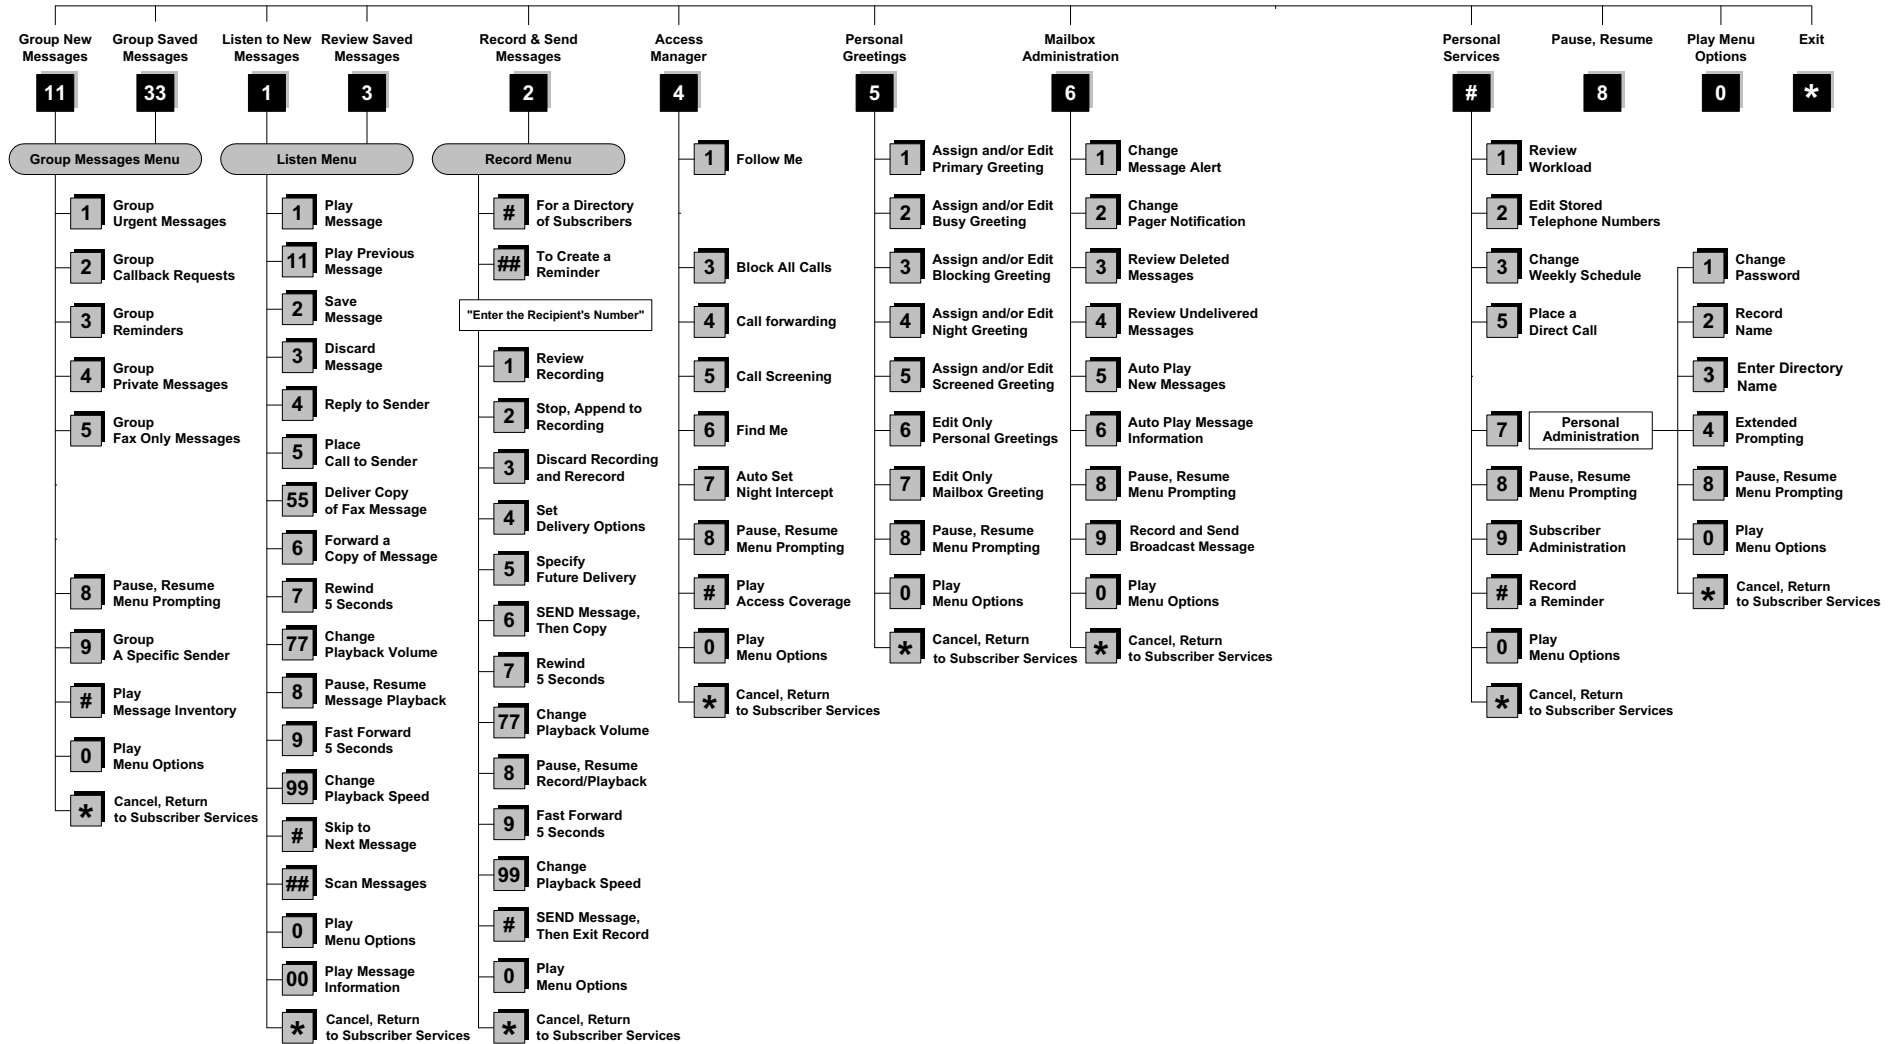 Group New
Messages
11
Group Saved
Messages
33
Listen to New
Messages
1
Review Saved
Messages
3
Record & Send
Messages
2
Access
Manager
4
Personal
Greetings
5
Mailbox
Administration
6
Personal
Services
#
Pause, Resume
8
Play Menu
Options
0
Exit
*
Group Messages Menu
1
Group
Urgent Messages
2
Group
Callback Requests
3
Group
Reminders
4
Group
Private Messages
5
Group
Fax Only Messages
8
Pause, Resume
Menu Prompting
9
Group
A Specific Sender
#
Play
Message Inventory
0
Play
Menu Options
*
Cancel, Return
to Subscriber Services
Listen Menu
1
Play
Message
11
Play Previous
Message
2
Save
Message
3
Discard
Message
4
Reply to Sender
5
Place
Call to Sender
55
Deliver Copy
of Fax Message
6
Forward a
Copy of Message
7
Rewind
5 Seconds
77
Change
Playback Volume
8
Pause, Resume
Message Playback
9
Fast Forward
5 Seconds
99
Change
Playback Speed
#
Skip to
Next Message
##
Scan Messages
0
Play
Menu Options
00
Play Message
Information
*
Cancel, Return
to Subscriber Services
Record Menu
#
For a Directory
of Subscribers
##
To Create a
Reminder
"Enter the Recipient's Number"
1
Review
Recording
2
Stop, Append to
Recording
3
Discard Recording
and Rerecord
4
Set
Delivery Options
5
Specify
Future Delivery
6
SEND Message,
Then Copy
7
Rewind
5 Seconds
77
Change
Playback Volume
8
Pause, Resume
Record/Playback
9
Fast Forward
5 Seconds
99
Change
Playback Speed
#
SEND Message,
Then Exit Record
0
Play
Menu Options
*
Cancel, Return
to Subscriber Services
1
Follow Me
3
Block All Calls
4
Call forwarding
5
Call Screening
6
Find Me
7
Auto Set
Night Intercept
8
Pause, Resume
Menu Prompting
#
Play
Access Coverage
0
Play
Menu Options
*
Cancel, Return
to Subscriber Services
1
Assign and/or Edit
Primary Greeting
2
Assign and/or Edit
Busy Greeting
3
Assign and/or Edit
Blocking Greeting
4
Assign and/or Edit
Night Greeting
5
Assign and/or Edit
Screened Greeting
6
Edit Only
Personal Greetings
7
Edit Only
Mailbox Greeting
8
Pause, Resume
Menu Prompting
0
Play
Menu Options
*
Cancel, Return
to Subscriber Services
1
Change
Message Alert
2
Change
Pager Notification
3
Review Deleted
Messages
4
Review Undelivered
Messages
5
Auto Play
New Messages
6
Auto Play Message
Information
8
Pause, Resume
Menu Prompting
9
Record and Send
Broadcast Message
0
Play
Menu Options
*
Cancel, Return
to Subscriber Services
1
Review
Workload
2
Edit Stored
Telephone Numbers
3
Change
Weekly Schedule
5
Place a
Direct Call
7
Personal
Administration
8
Pause, Resume
Menu Prompting
9
Subscriber
Administration
#
Record
a Reminder
0
Play
Menu Options
*
Cancel, Return
to Subscriber Services
1
Change
Password
2
Record
Name
3
Enter Directory
Name
4
Extended
Prompting
8
Pause, Resume
Menu Prompting
0
Play
Menu Options
*
Cancel, Return
to Subscriber Services